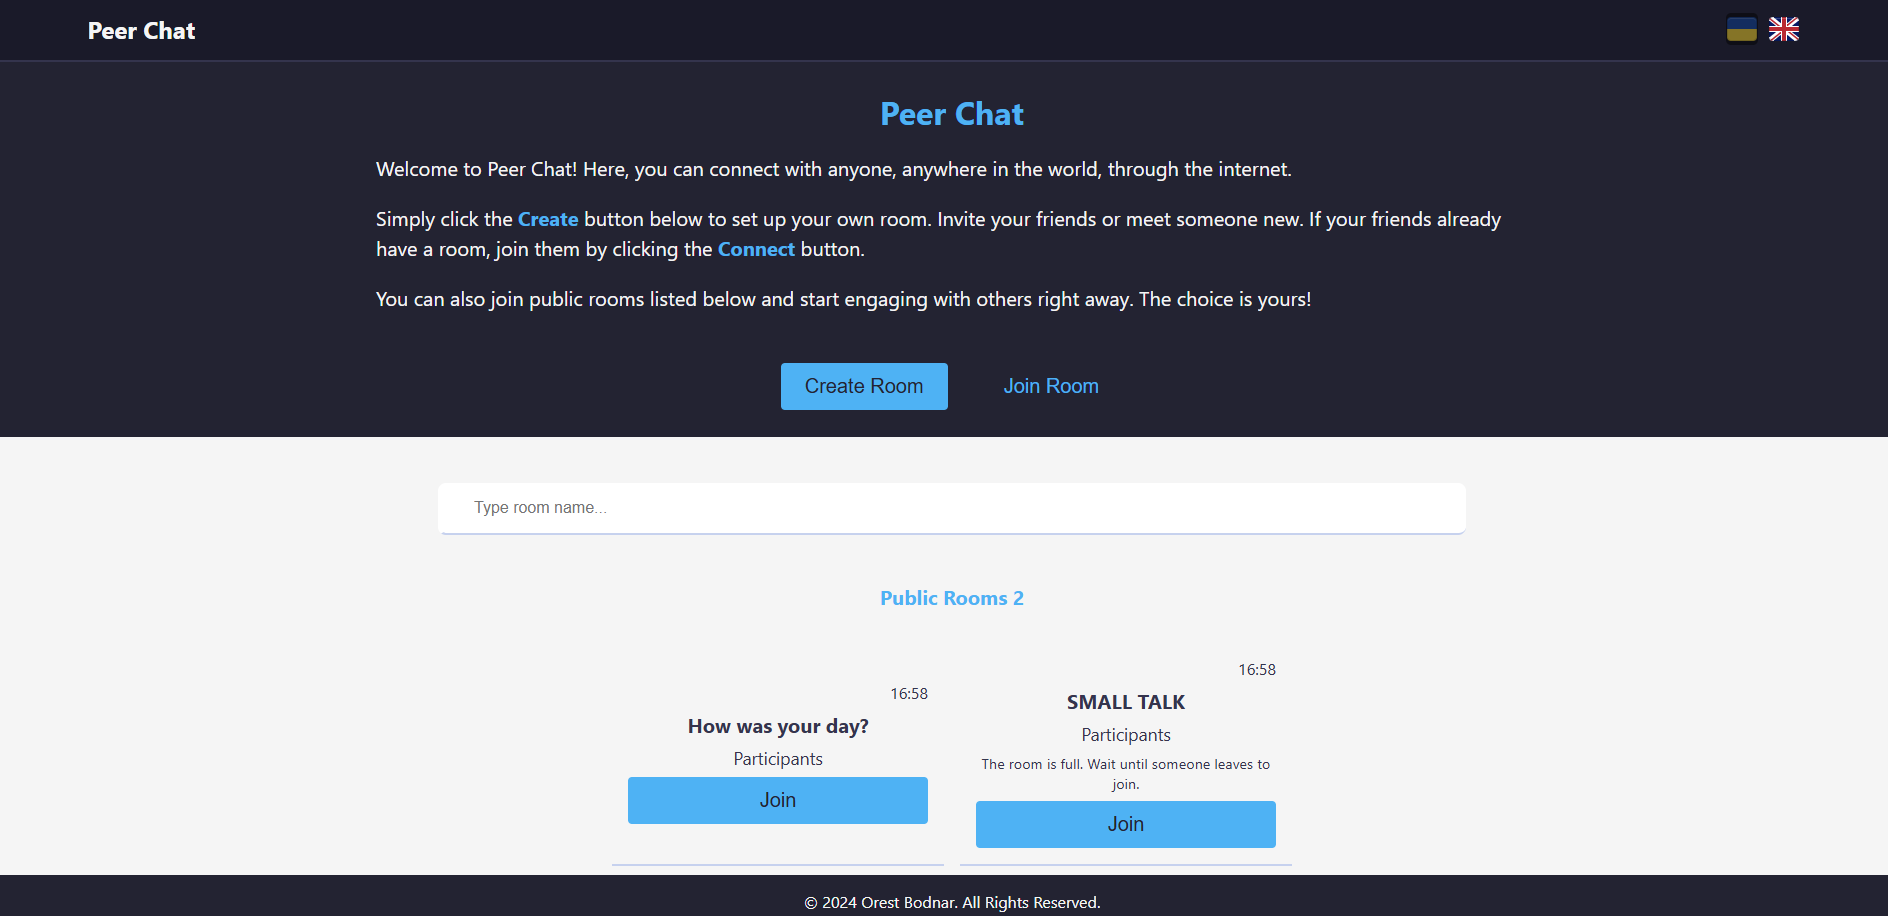 Peer Chat
Peer Chat
Welcome to Peer Chat! Here, you can connect with anyone, anywhere in the world, through the internet.
Simply click the Create button below to set up your own room. Invite your friends or meet someone new. If your friends already
have a room, join them by clicking the Connect button.
You can also join public rooms listed below and start engaging with others right away. The choice is yours!
Create Room
Join Room
Type room name...
Public Rooms 2
16:58
How was your day?
Participants
Join
16:58
SMALL TALK
Participants
The room is full. Wait until someone leaves to
join.
Join
© 2024 Orest Bodnar. All Rights Reserved.